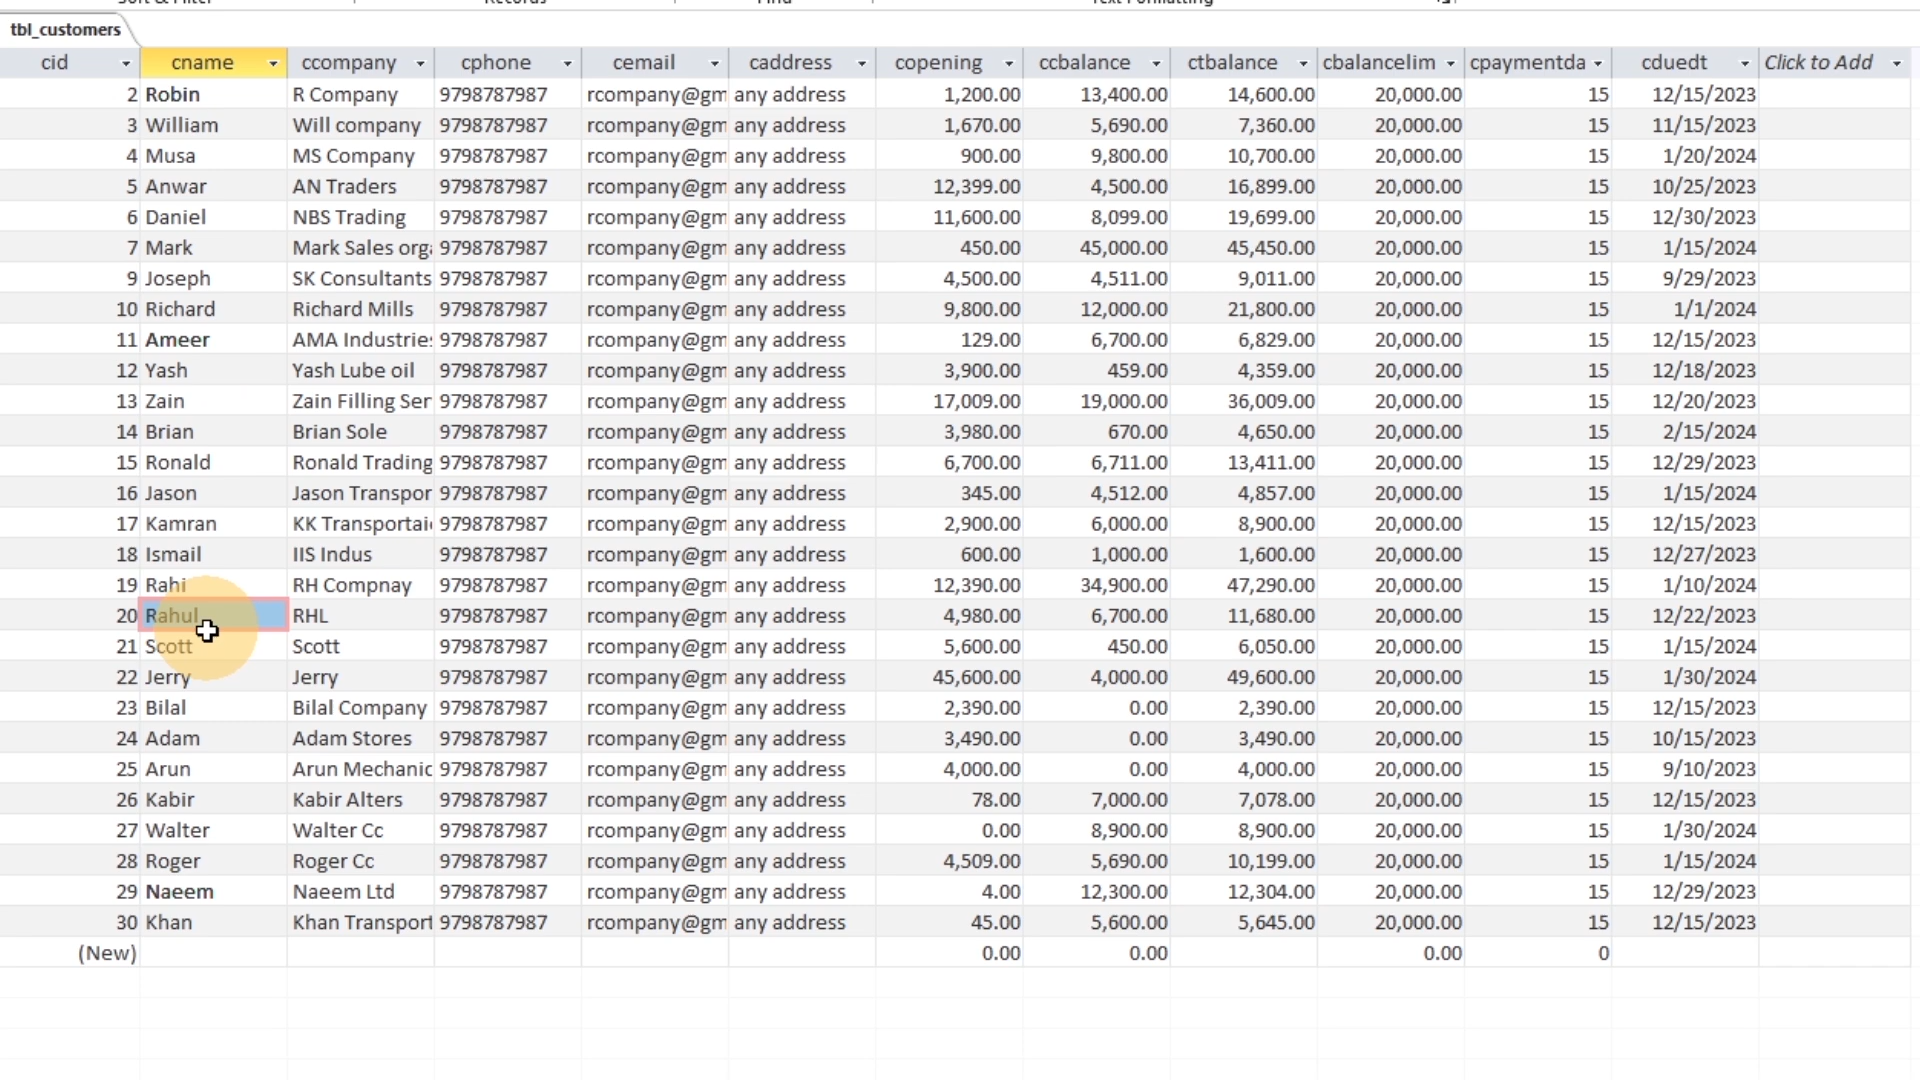 tbl_customers
cid cname ccompany cphone cemail caddress copening ccbalance ctbalance cbalancelim cpaymentda cduedt Click to Add
2 Robin R Company 9798787987 rcompany@gm any address 1,200.00 13,400.00 14,600.00 20,000.00 15 12/15/2023
3 William Will company 9798787987 rcompany@gm any address 1,670.00 5,690.00 7,360.00 20,000.00 15 11/15/2023
4 Musa MS Company 9798787987 rcompany@gm any address 900.00 9,800.00 10,700.00 20,000.00 15 1/20/2024
5 Anwar AN Traders 9798787987 rcompany@gm any address 12,399.00 4,500.00 16,899.00 20,000.00 15 10/25/2023
6 Daniel NBS Trading 9798787987 rcompany@gm any address 11,600.00 8,099.00 19,699.00 20,000.00 15 12/30/2023
7 Mark Mark Sales orga 9798787987 rcompany@gm any address 450.00 45,000.00 45,450.00 20,000.00 15 1/15/2024
9 Joseph SK Consultants 9798787987 rcompany@gm any address 4,500.00 4,511.00 9,011.00 20,000.00 15 9/29/2023
10 Richard Richard Mills 9798787987 rcompany@gm any address 9,800.00 12,000.00 21,800.00 20,000.00 15 1/1/2024
11 Ameer AMA Industries 9798787987 rcompany@gm any address 129.00 6,700.00 6,829.00 20,000.00 15 12/15/2023
12 Yash Yash Lube oil 9798787987 rcompany@gm any address 3,900.00 459.00 4,359.00 20,000.00 15 12/18/2023
13 Zain Zain Filling Ser 9798787987 rcompany@gm any address 17,009.00 19,000.00 36,009.00 20,000.00 15 12/20/2023
14 Brian Brian Sole 9798787987 rcompany@gm any address 3,980.00 670.00 4,650.00 20,000.00 15 2/15/2024
15 Ronald Ronald Trading 9798787987 rcompany@gm any address 6,700.00 6,711.00 13,411.00 20,000.00 15 12/29/2023
16 Jason Jason Transpor 9798787987 rcompany@gm any address 345.00 4,512.00 4,857.00 20,000.00 15 1/15/2024
17 Kamran KK Transportai 9798787987 rcompany@gm any address 2,900.00 6,000.00 8,900.00 20,000.00 15 12/15/2023
18 Ismail IIS Indus 9798787987 rcompany@gm any address 600.00 1,000.00 1,600.00 20,000.00 15 12/27/2023
19 Rahi RH Compnay 9798787987 rcompany@gm any address 12,390.00 34,900.00 47,290.00 20,000.00 15 1/10/2024
20 Rahul RHL 9798787987 rcompany@gm any address 4,980.00 6,700.00 11,680.00 20,000.00 15 12/22/2023
21 Scott Scott 9798787987 rcompany@gm any address 5,600.00 450.00 6,050.00 20,000.00 15 1/15/2024
22 Jerry Jerry 9798787987 rcompany@gm any address 45,600.00 4,000.00 49,600.00 20,000.00 15 1/30/2024
23 Bilal Bilal Company 9798787987 rcompany@gm any address 2,390.00 0.00 2,390.00 20,000.00 15 12/15/2023
24 Adam Adam Stores 9798787987 rcompany@gm any address 3,490.00 0.00 3,490.00 20,000.00 15 10/15/2023
25 Arun Arun Mechanic 9798787987 rcompany@gm any address 4,000.00 0.00 4,000.00 20,000.00 15 9/10/2023
26 Kabir Kabir Alters 9798787987 rcompany@gm any address 78.00 7,000.00 7,078.00 20,000.00 15 12/15/2023
27 Walter Walter Cc 9798787987 rcompany@gm any address 0.00 8,900.00 8,900.00 20,000.00 15 1/30/2024
28 Roger Roger Cc 9798787987 rcompany@gm any address 4,509.00 5,690.00 10,199.00 20,000.00 15 1/15/2024
29 Naeem Naeem Ltd 9798787987 rcompany@gm any address 4.00 12,300.00 12,304.00 20,000.00 15 12/29/2023
30 Khan Khan Transport 9798787987 rcompany@gm any address 45.00 5,600.00 5,645.00 20,000.00 15 12/15/2023
(New) 0.00 0.00 0.00 0